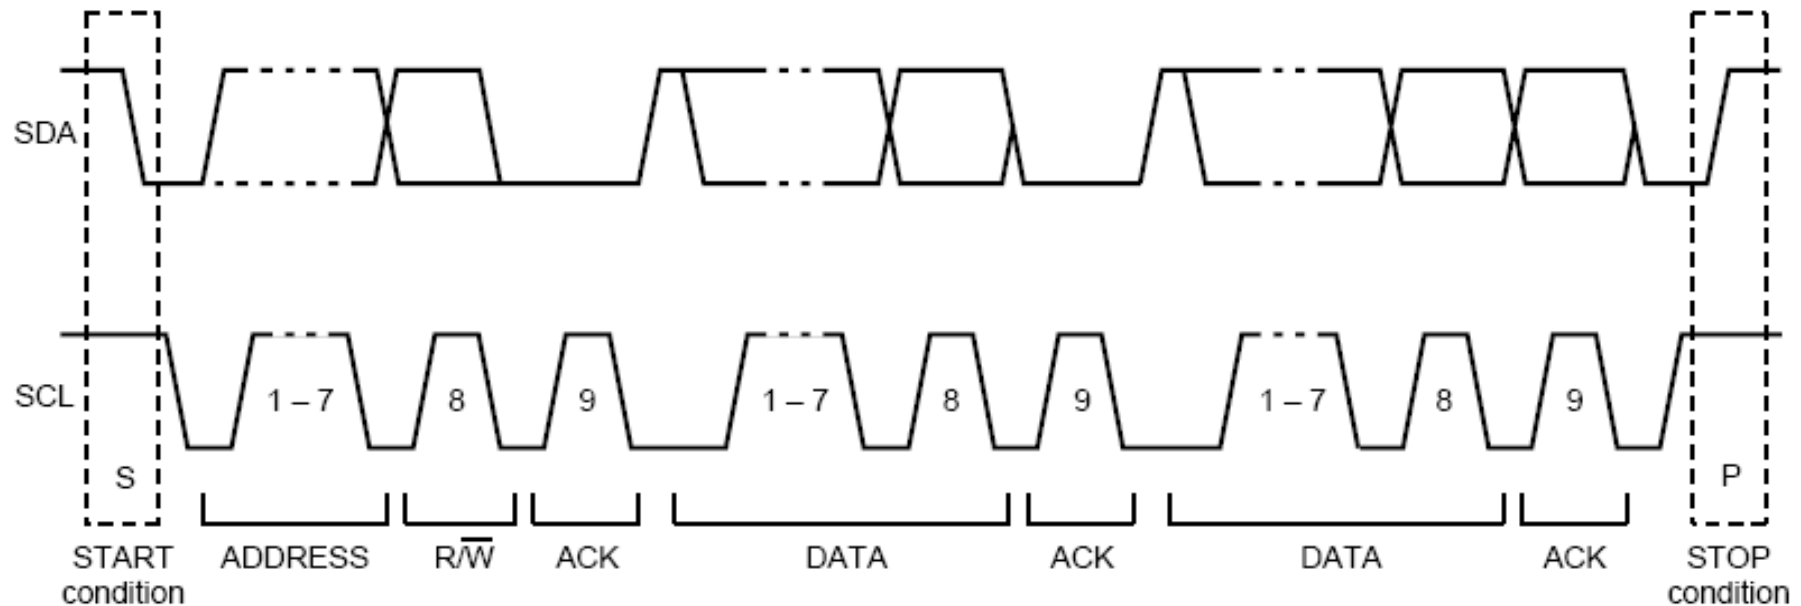 SDA
SCL
1 – 7
8
9
1 – 7
8
9
1 – 7
8
9
S
P
START condition
ADDRESS
R/W̅
ACK
DATA
ACK
DATA
ACK
STOP condition